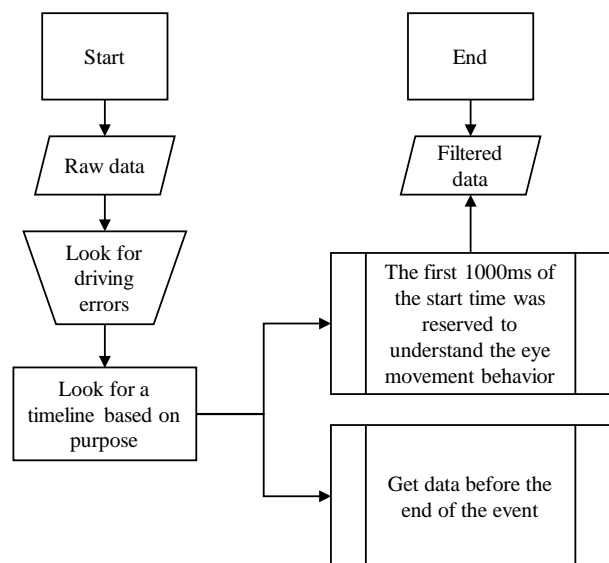 Start
Raw data
Look for
driving
errors
Look for a
timeline based on
purpose
End
Filtered
data
The first 1000ms of
the start time was
reserved to
understand the eye
movement behavior
Get data before the
end of the event